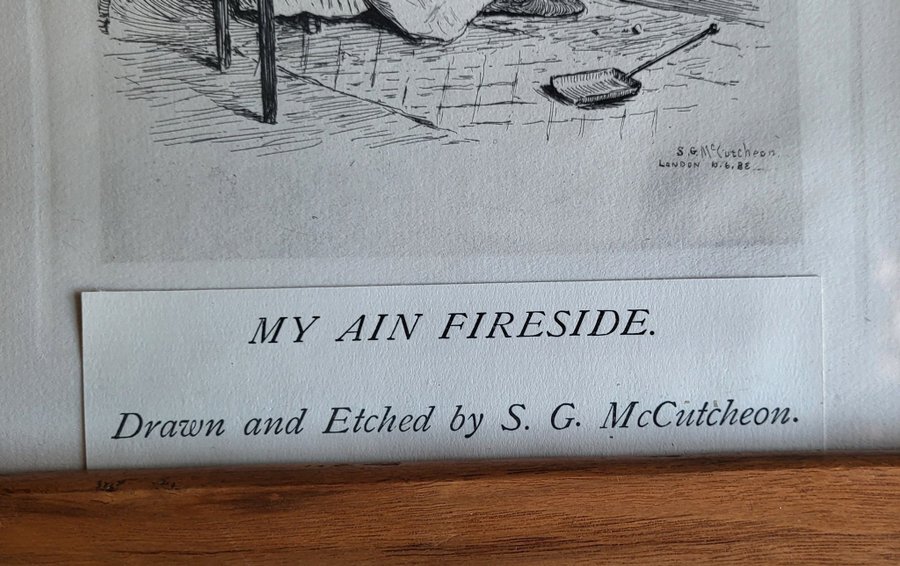 S. G. McCutcheon.
LONDON 10.6.88
MY AIN FIRESIDE.
Drawn and Etched by S. G. McCutcheon.